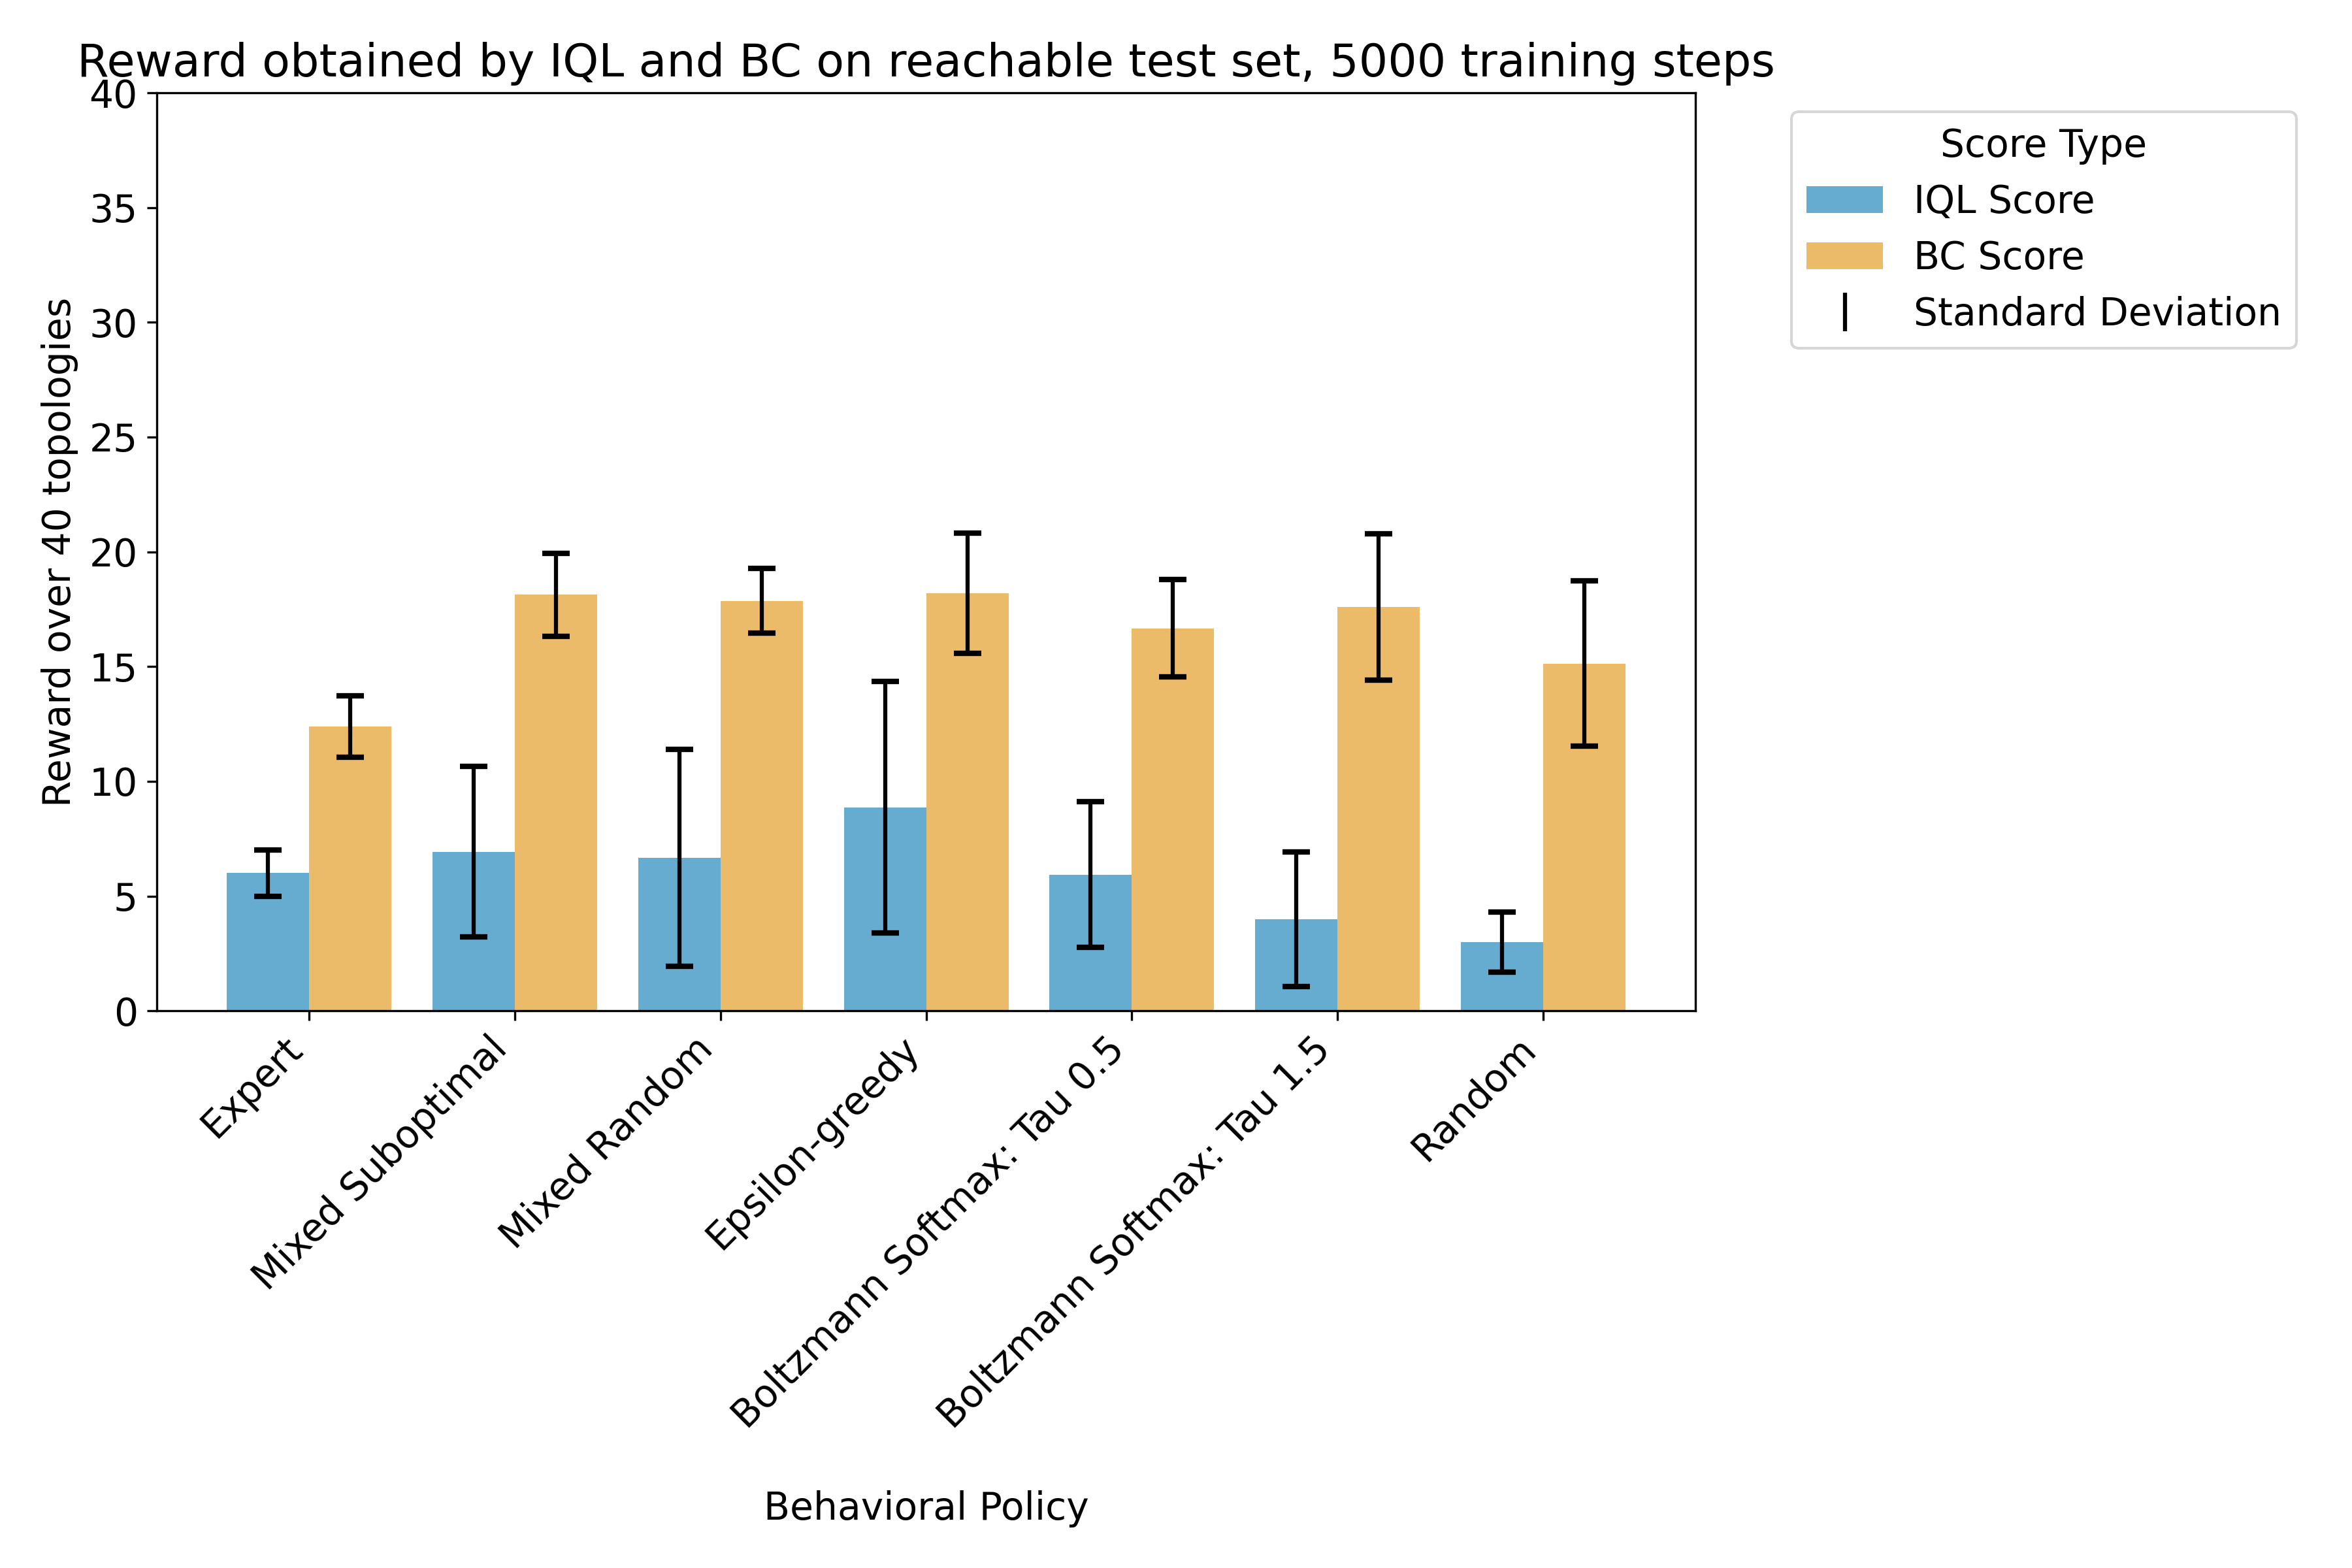 Reward obtained by IQL and BC on reachable test set, 5000 training steps
Reward over 40 topologies
40
35
30
25
20
15
10
5
0
Score Type
IQL Score
BC Score
Standard Deviation
Expert
Mixed Suboptimal
Mixed Random
Epsilon-greedy
Boltzmann Softmax: Tau 0.5
Boltzmann Softmax: Tau 1.5
Random
Behavioral Policy